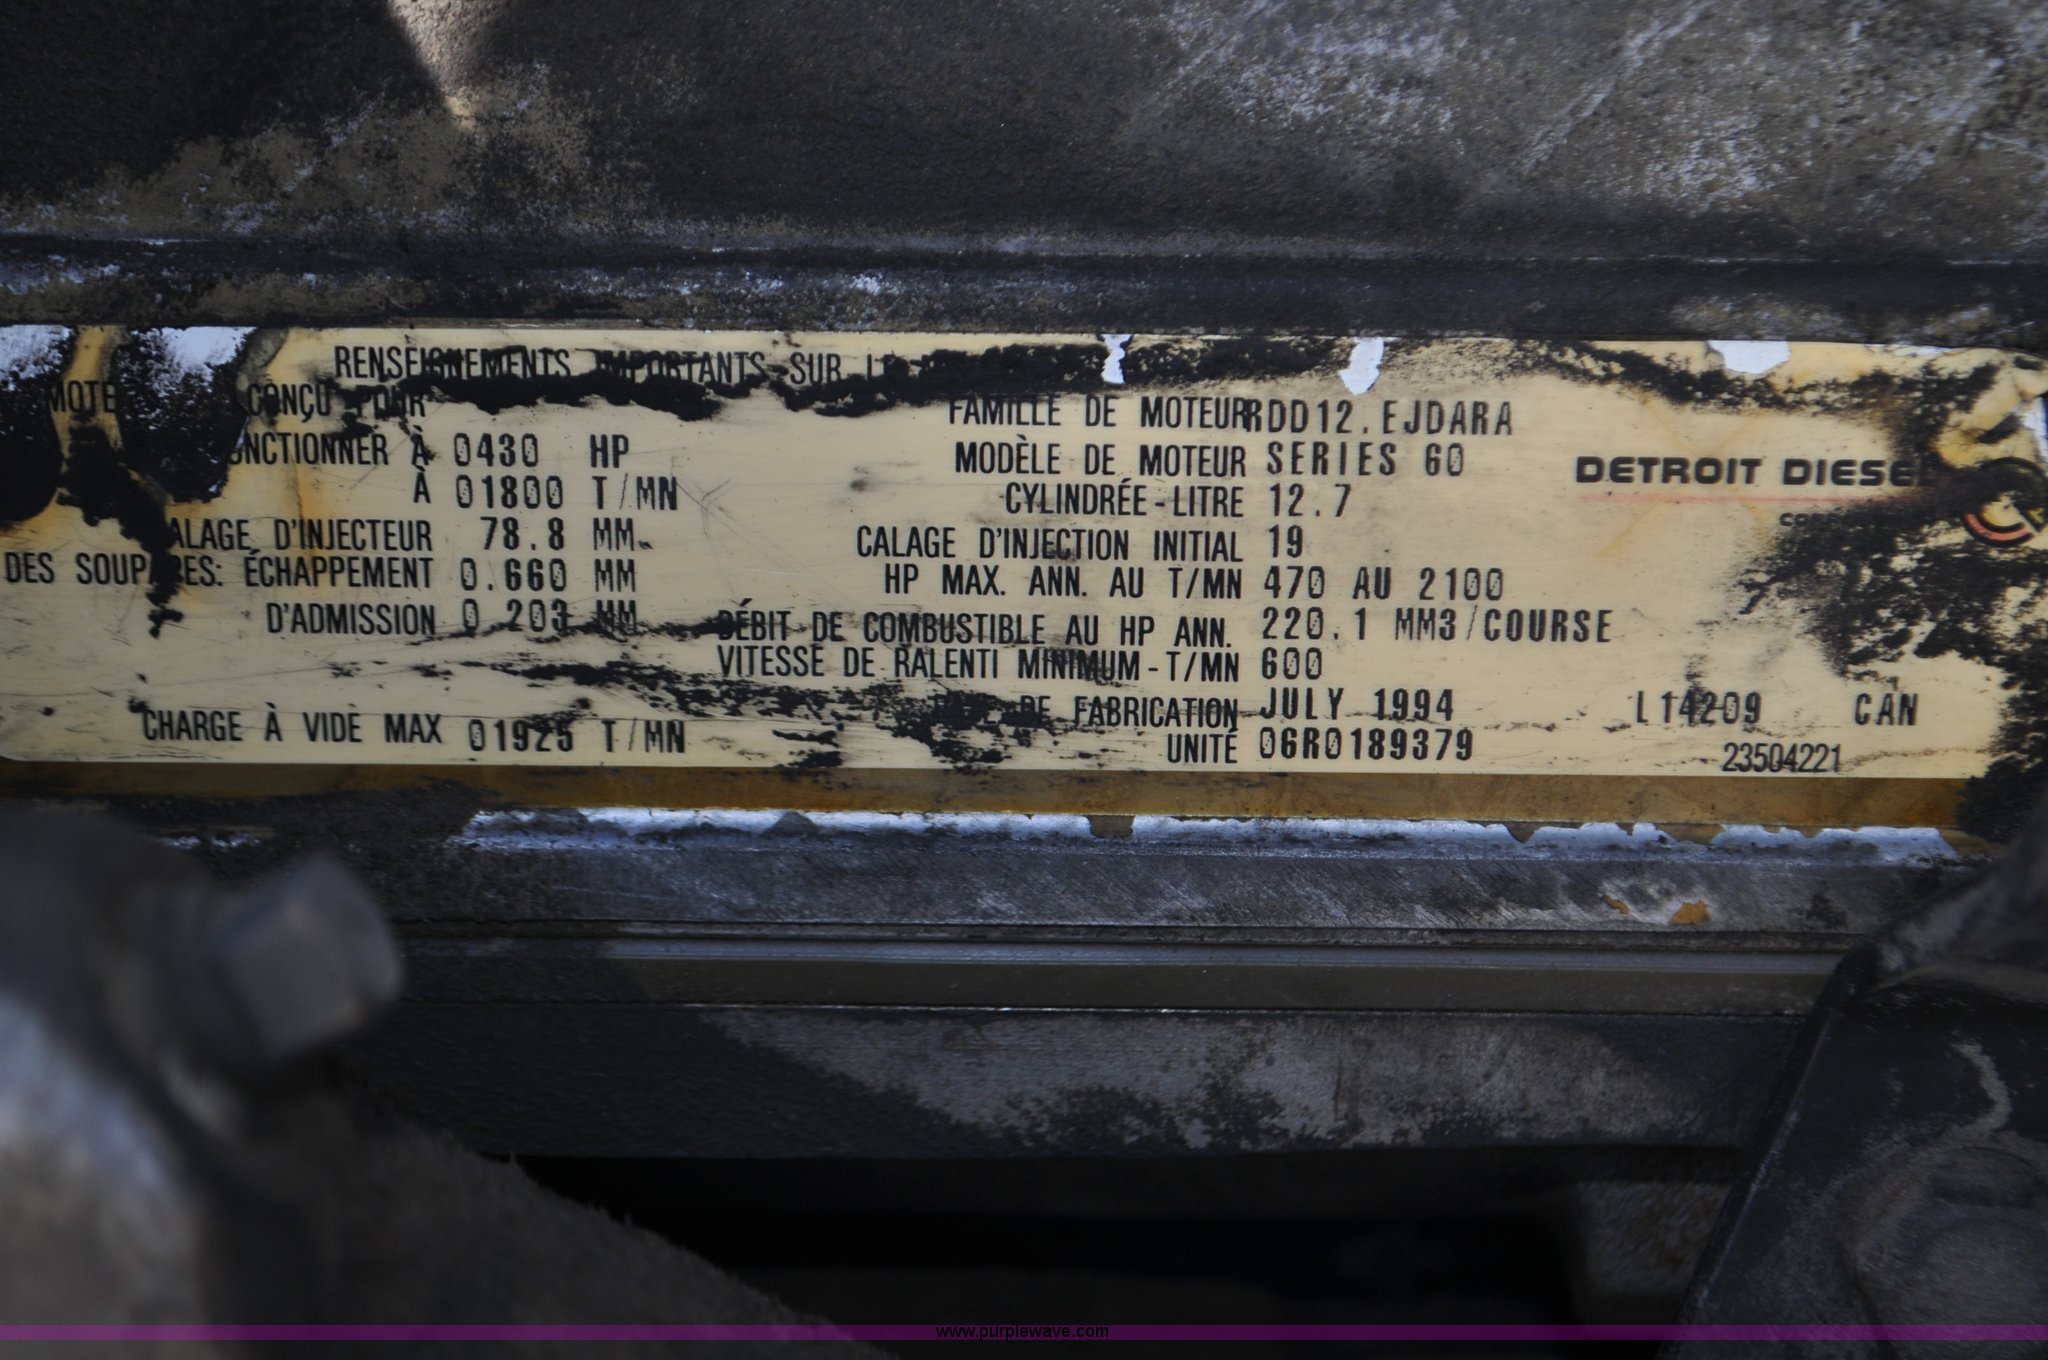 RENSEIGNEMENTS IMPORTANTS SUR
CONÇU POUR
À 0430 HP
À 01800 T/MN
D'INJECTEUR 78.8 MM
DES ÉCHAPPEMENT 0.660 MM
D'ADMISSION 0 203 MM
CHARGE À VIDE MAX 01925 T/MN
FAMILLE DE MOTEUR RDD12.EJDARA
MODÈLE DE MOTEUR SERIES 60
CYLINDRÉE-LITRE 12.7
CALAGE D'INJECTION INITIAL 19
HP MAX. ANN. AU T/MN 470 AU 2100
DÉBIT DE COMBUSTIBLE AU HP ANN. 220.1 MM3/COURSE
VITESSE DE RALENTI MINIMUM-T/MN 600
DE FABRICATION JULY 1994
UNITÉ 06R0189379
DETROIT DIESEL
L14209 CAN
23504221
www.purplewave.com